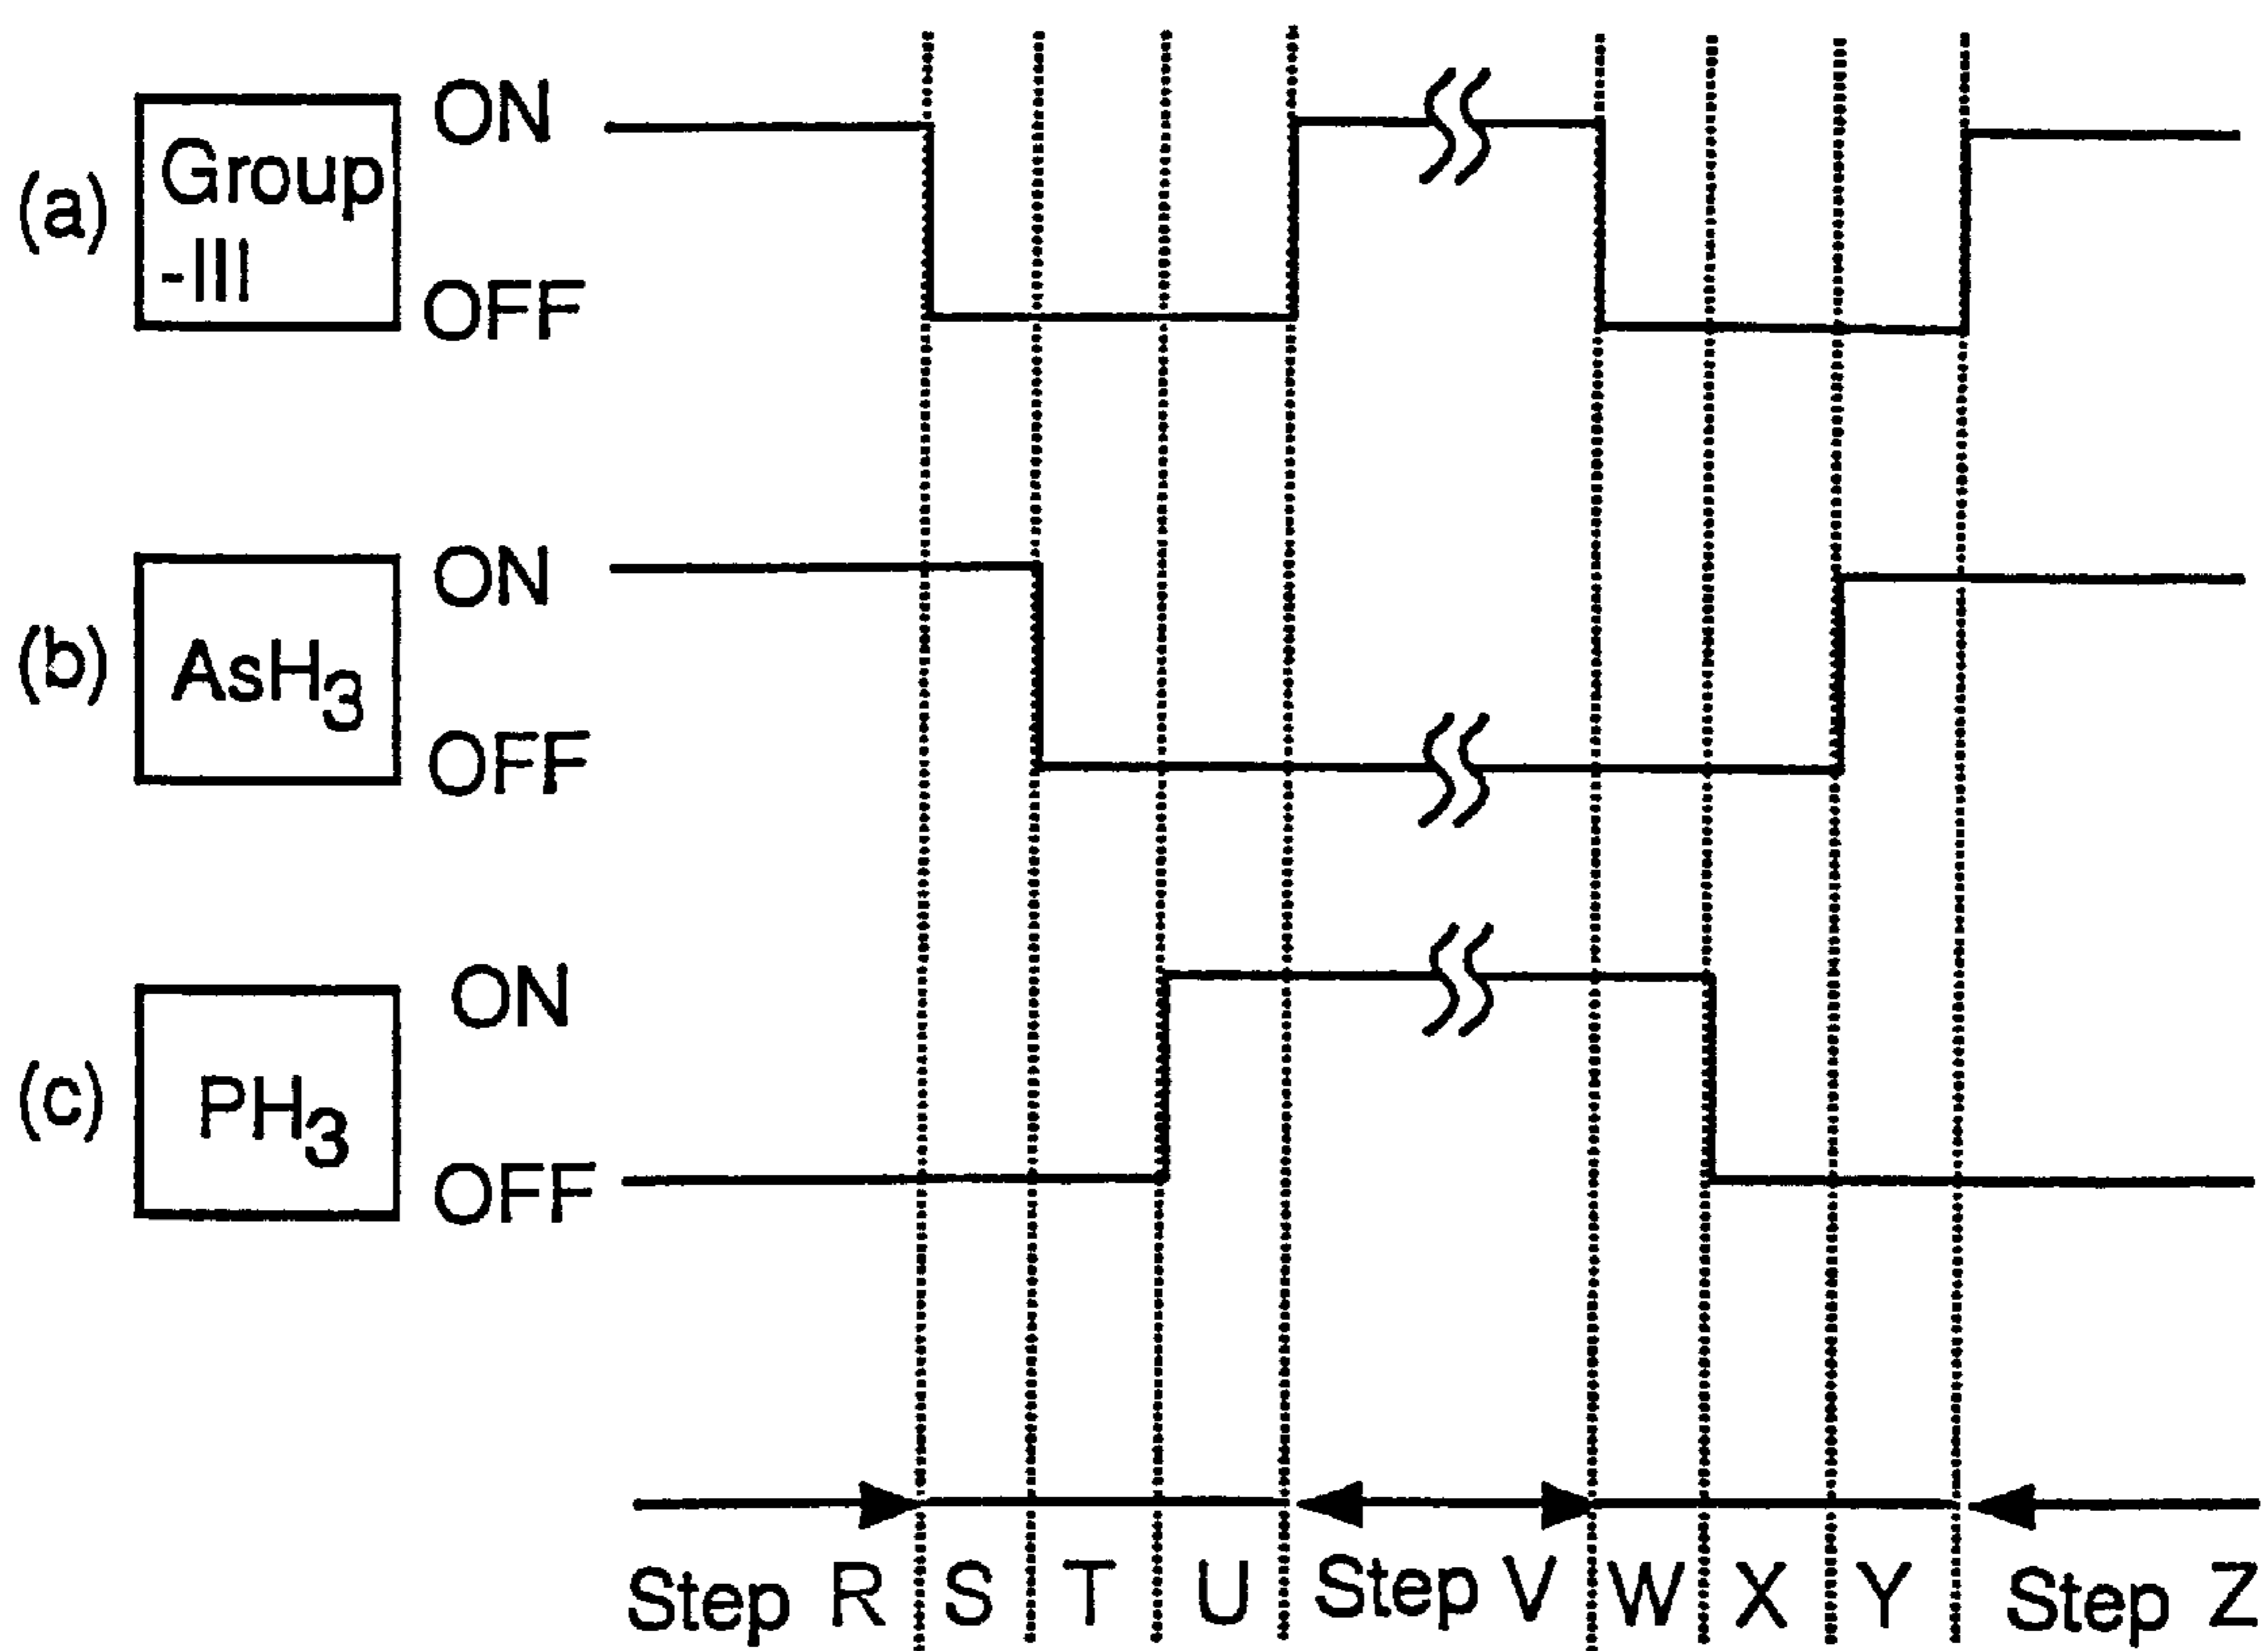 ON
(a)
Group
-III
OFF
ON
(b)
AsH3
OFF
ON
(c)
PH3
OFF
Step R S T U Step V W X Y Step Z